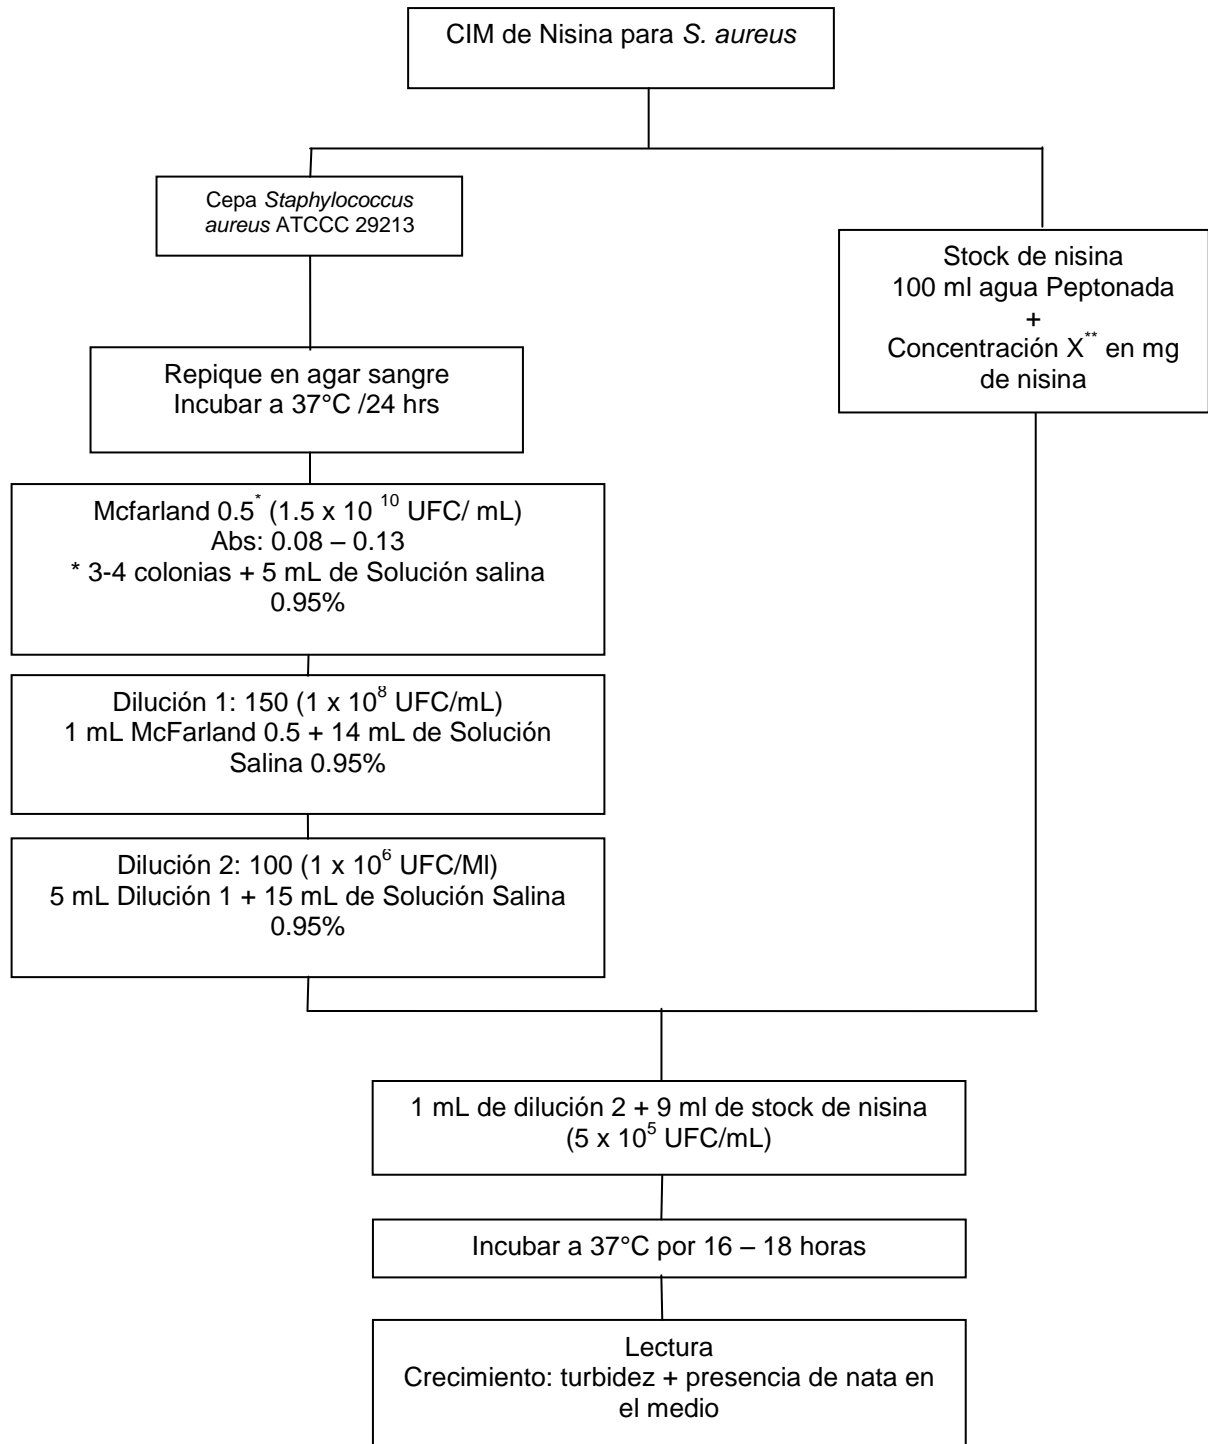 CIM de Nisina para S. aureus
Cepa Staphylococcus
aureus ATCCC 29213
Stock de nisina
100 ml agua Peptonada
+
Concentración X** en mg
de nisina
Repique en agar sangre
Incubar a 37°C /24 hrs
Mcfarland 0.5* (1.5 x 10 10 UFC/ mL)
Abs: 0.08 – 0.13
* 3-4 colonias + 5 mL de Solución salina
0.95%
Dilución 1: 150 (1 x 108 UFC/mL)
1 mL McFarland 0.5 + 14 mL de Solución
Salina 0.95%
Dilución 2: 100 (1 x 106 UFC/Ml)
5 mL Dilución 1 + 15 mL de Solución Salina
0.95%
1 mL de dilución 2 + 9 ml de stock de nisina
(5 x 105 UFC/mL)
Incubar a 37°C por 16 – 18 horas
Lectura
Crecimiento: turbidez + presencia de nata en
el medio